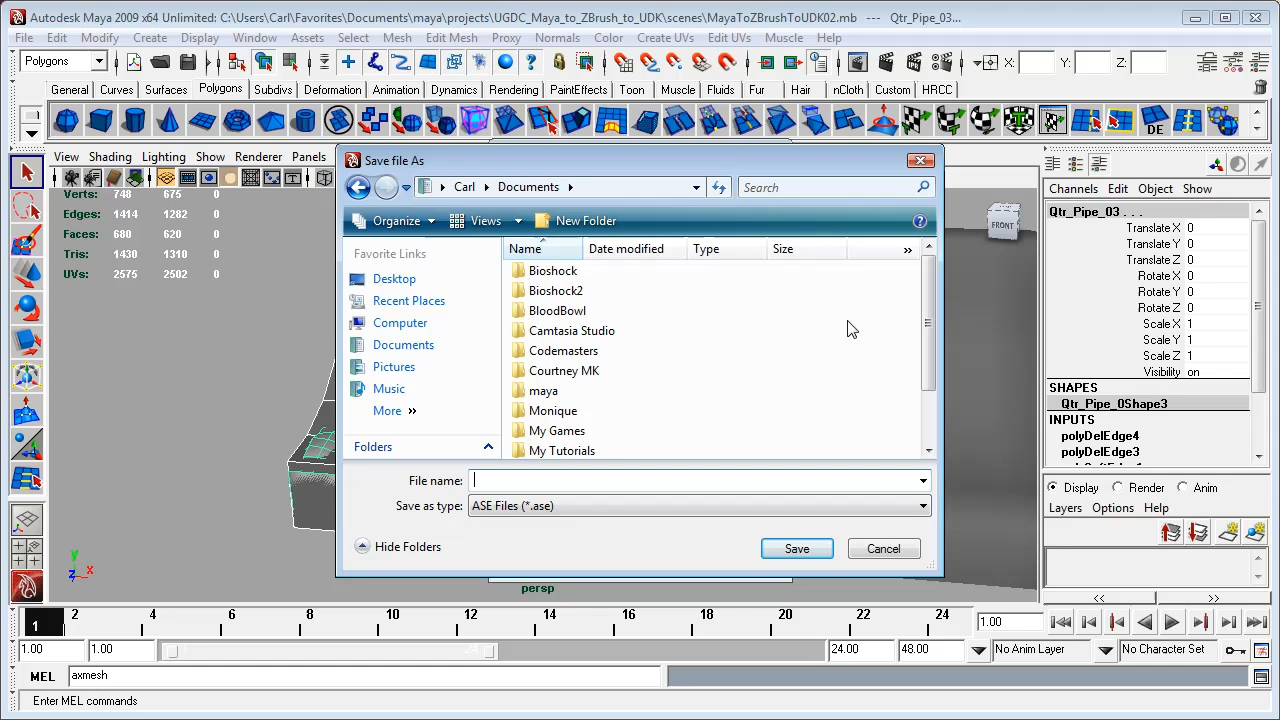 Autodesk Maya 2009 x64 Unlimited: C:\Users\Carl\Favorites\Documents\maya\projects\UGDC_Maya_to_ZBrush_to_UDK\scenes\MayaToZBrushToUDK02.mb --- Qtr_Pipe_03...
File Edit Modify Create Display Window Assets Select Mesh Edit Mesh Proxy Normals Color Create UVs Edit UVs Muscle Help
Polygons X: Y: Z:
General Curves Surfaces Polygons Subdivs Deformation Animation Dynamics Rendering PaintEffects Toon Muscle Fluids Fur Hair nCloth Custom HRCC
DE
View Shading Lighting Show Renderer Panels
Verts: 748 675 0
Edges: 1414 1282 0
Faces: 680 620 0
Tris: 1430 1310 0
UVs: 2575 2502 0
Save file As
Carl Documents
Search
Organize Views New Folder
Favorite Links
Desktop
Recent Places
Computer
Documents
Pictures
Music
More »
Folders
Name Date modified Type Size »
Bioshock
Bioshock2
BloodBowl
Camtasia Studio
Codemasters
Courtney MK
maya
Monique
My Games
My Tutorials
File name:
Save as type: ASE Files (*.ase)
Hide Folders
Save Cancel
FRONT
y
z x
persp
Channels Edit Object Show
Qtr_Pipe_03 . . .
Translate X 0
Translate Y 0
Translate Z 0
Rotate X 0
Rotate Y 0
Rotate Z 0
Scale X 1
Scale Y 1
Scale Z 1
Visibility on
SHAPES
Qtr_Pipe_0Shape3
INPUTS
polyDelEdge4
polyDelEdge3
Display Render Anim
Layers Options Help
<< >>
1 2 4 6 8 10 12 14 16 18 20 22 24 1.00
1.00 1.00 24 24.00 48.00 No Anim Layer No Character Set
MEL axmesh
Enter MEL commands